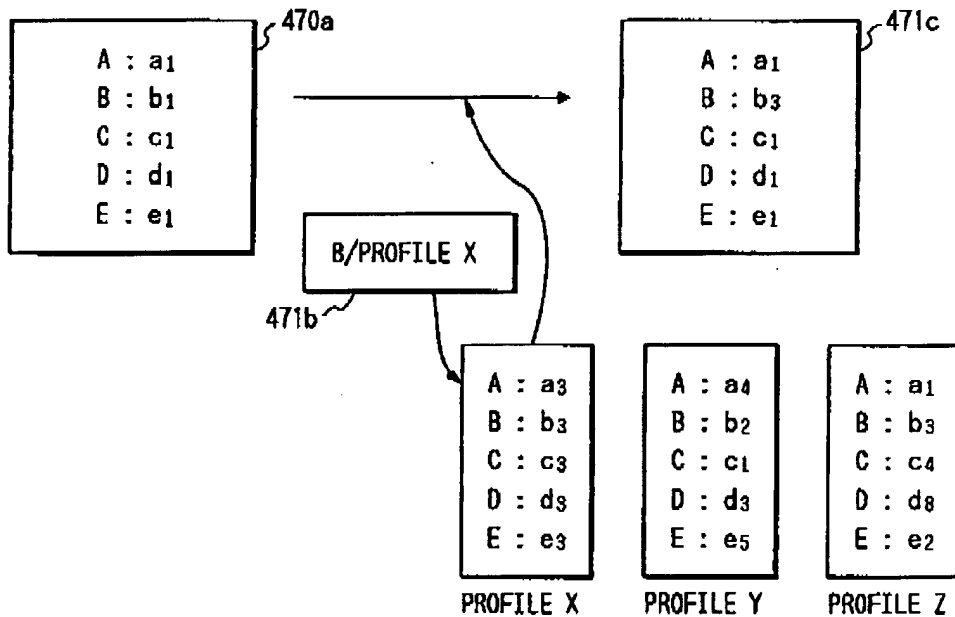 470a
A : a1
B : b1
C : c1
D : d1
E : e1
471c
A : a1
B : b3
C : c1
D : d1
E : e1
B/PROFILE X
471b
A : a3
B : b3
C : c3
D : d3
E : e3
PROFILE X
A : a4
B : b2
C : c1
D : d3
E : e5
PROFILE Y
A : a1
B : b3
C : c4
D : d8
E : e2
PROFILE Z